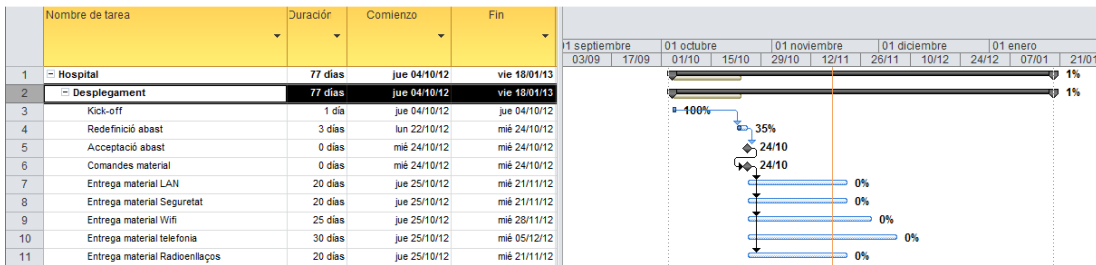 Nombre de tarea Duración Comienzo Fin
01 septiembre 01 octubre 01 noviembre 01 diciembre 01 enero
03/09 17/09 01/10 15/10 29/10 12/11 26/11 10/12 24/12 07/01 21/01
1 Hospital 77 días jue 04/10/12 vie 18/01/13 1%
2 Desplegament 77 días jue 04/10/12 vie 18/01/13 1%
3 Kick-off 1 día jue 04/10/12 jue 04/10/12 100%
4 Redefinició abast 3 días lun 22/10/12 mié 24/10/12 35%
5 Acceptació abast 0 días mié 24/10/12 mié 24/10/12 24/10
6 Comandes material 0 días mié 24/10/12 mié 24/10/12 24/10
7 Entrega material LAN 20 días jue 25/10/12 mié 21/11/12 0%
8 Entrega material Seguretat 20 días jue 25/10/12 mié 21/11/12 0%
9 Entrega material Wifi 25 días jue 25/10/12 mié 28/11/12 0%
10 Entrega material telefonia 30 días jue 25/10/12 mié 05/12/12 0%
11 Entrega material Radioenllaços 20 días jue 25/10/12 mié 21/11/12 0%